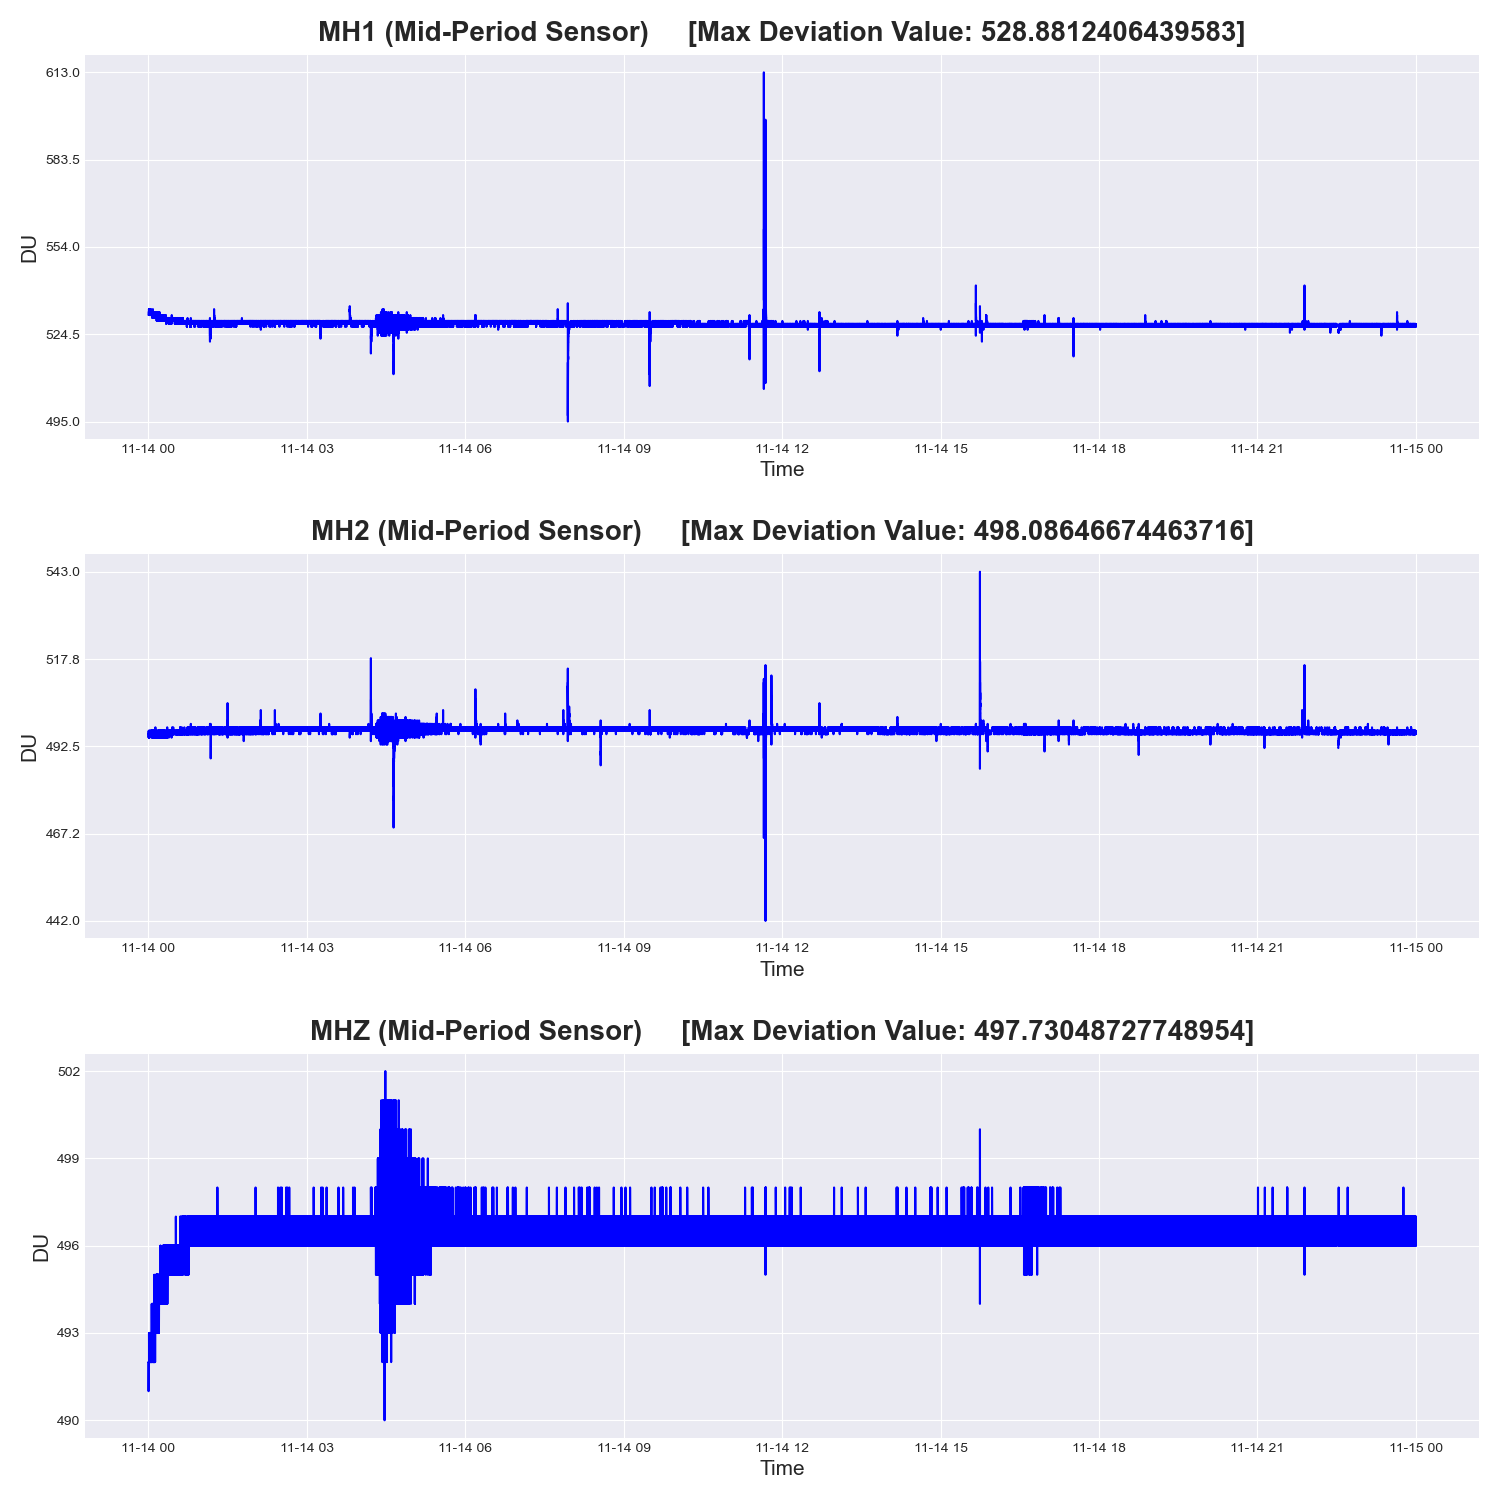 MH1 (Mid-Period Sensor) [Max Deviation Value: 528.8812406439583]
613.0
583.5
554.0
524.5
495.0
DU
11-14 00 11-14 03 11-14 06 11-14 09 11-14 12 11-14 15 11-14 18 11-14 21 11-15 00
Time
MH2 (Mid-Period Sensor) [Max Deviation Value: 498.08646674463716]
543.0
517.8
492.5
467.2
442.0
DU
11-14 00 11-14 03 11-14 06 11-14 09 11-14 12 11-14 15 11-14 18 11-14 21 11-15 00
Time
MHZ (Mid-Period Sensor) [Max Deviation Value: 497.73048727748954]
502
499
496
493
490
DU
11-14 00 11-14 03 11-14 06 11-14 09 11-14 12 11-14 15 11-14 18 11-14 21 11-15 00
Time